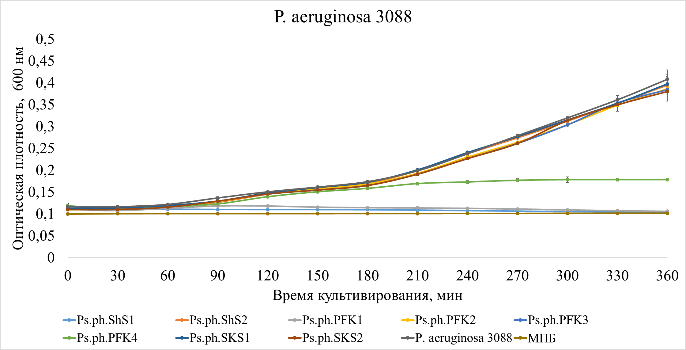 P. aeruginosa 3088
Оптическая плотность, 600 нм
0,5
0,45
0,4
0,35
0,3
0,25
0,2
0,15
0,1
0,05
0
0 30 60 90 120 150 180 210 240 270 300 330 360
Время культивирования, мин
Ps.ph.ShS1 Ps.ph.ShS2 Ps.ph.PFK1 Ps.ph.PFK2 Ps.ph.PFK3
Ps.ph.PFK4 Ps.ph.SKS1 Ps.ph.SKS2 P. aeruginosa 3088 МПБ